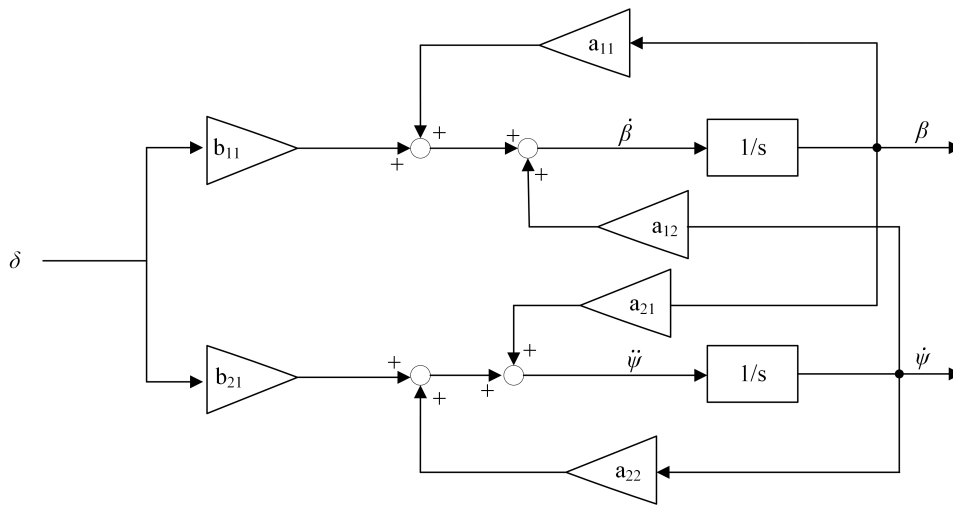 a₁₁
+
+
b₁₁
+
+
β̇
1/s
β
a₁₂
δ
a₂₁
b₂₁
+
+
+
+
ψ̈
1/s
ψ̇
a₂₂